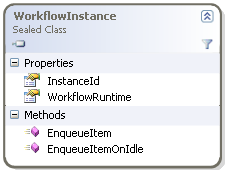 WorkflowInstance
Sealed Class
Properties
InstanceId
WorkflowRuntime
Methods
EnqueueItem
EnqueueItemOnIdle